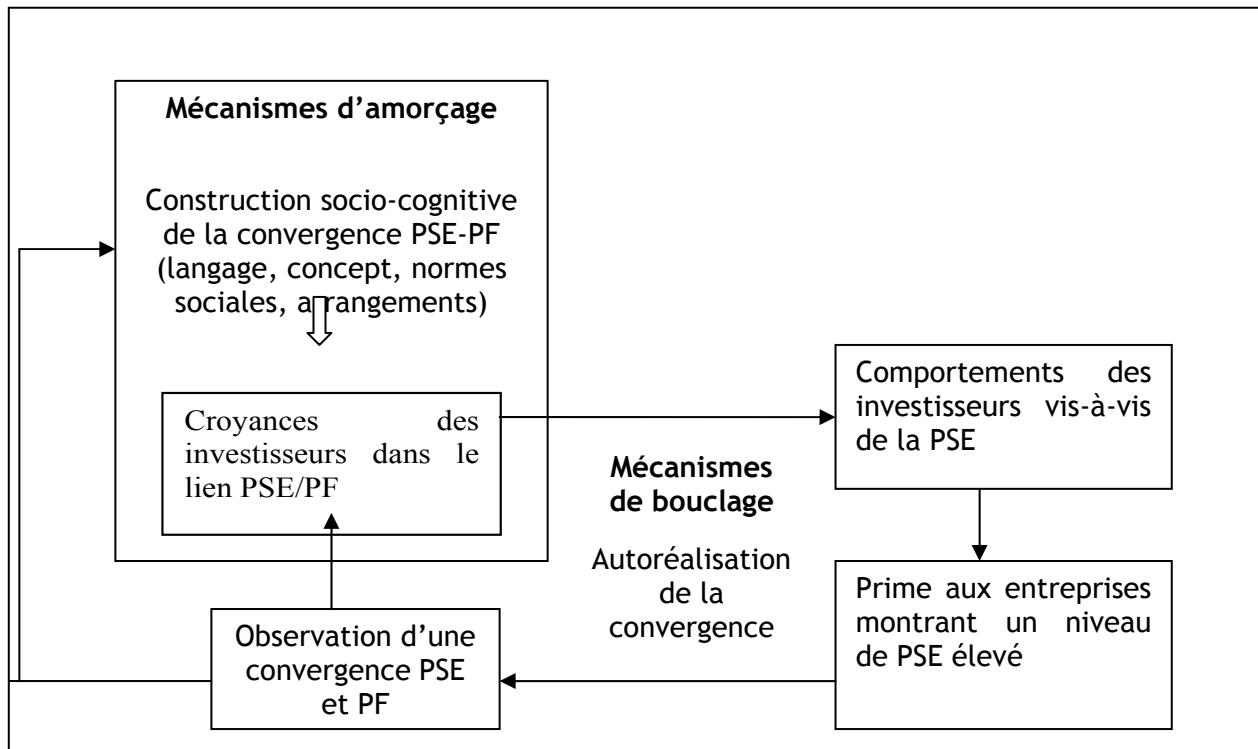 Mécanismes d’amorçage
Construction socio-cognitive
de la convergence PSE-PF
(langage, concept, normes
sociales, arrangements)
Croyances des
investisseurs dans le
lien PSE/PF
Comportements des
investisseurs vis-à-vis
de la PSE
Mécanismes
de bouclage
Autoréalisation
de la
convergence
Prime aux entreprises
montrant un niveau
de PSE élevé
Observation d’une
convergence PSE
et PF